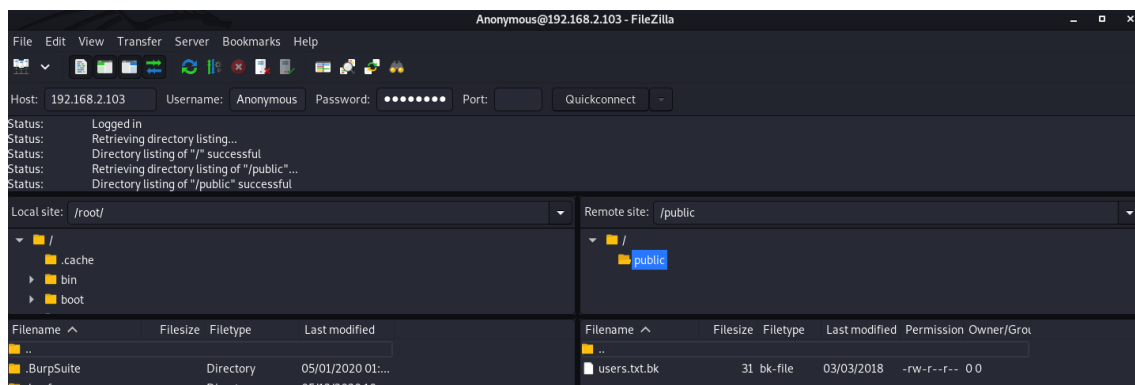 Anonymous@192.168.2.103 - FileZilla
File Edit View Transfer Server Bookmarks Help
Host: 192.168.2.103 Username: Anonymous Password: ●●●●●●●● Port: Quickconnect
Status: Logged in
Status: Retrieving directory listing...
Status: Directory listing of "/" successful
Status: Retrieving directory listing of "/public"...
Status: Directory listing of "/public" successful
Local site: /root/
Remote site: /public
/
.cache
bin
boot
/
public
Filename Filesize Filetype Last modified
..
.BurpSuite Directory 05/01/2020 01:...
Filename Filesize Filetype Last modified Permission Owner/Grou
..
users.txt.bk 31 bk-file 03/03/2018 -rw-r--r-- 0 0